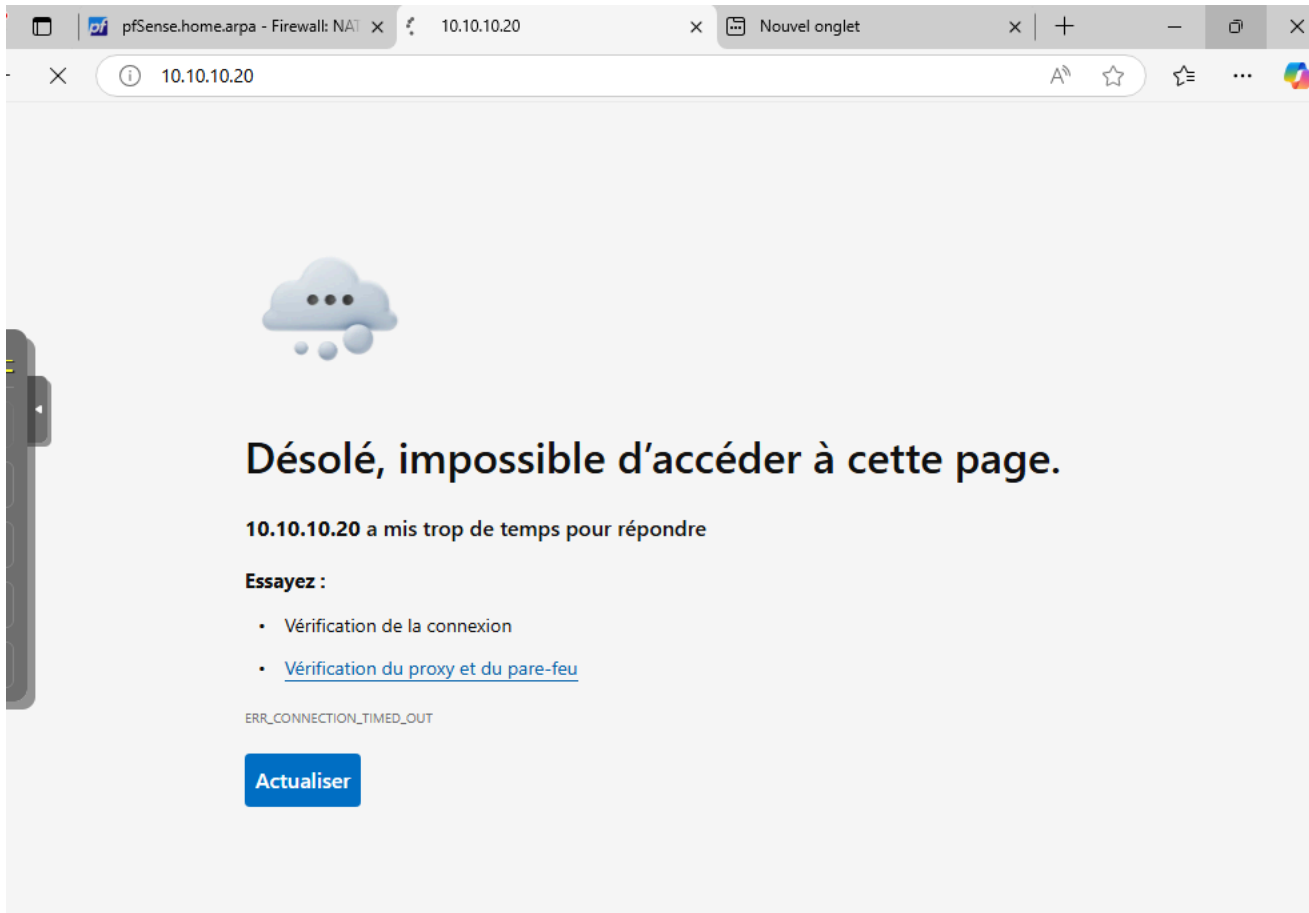 pfSense.home.arpa - Firewall: NAT
10.10.10.20
Nouvel onglet
10.10.10.20
Désolé, impossible d’accéder à cette page.
10.10.10.20 a mis trop de temps pour répondre
Essayez :
• Vérification de la connexion
• Vérification du proxy et du pare-feu
ERR_CONNECTION_TIMED_OUT
Actualiser